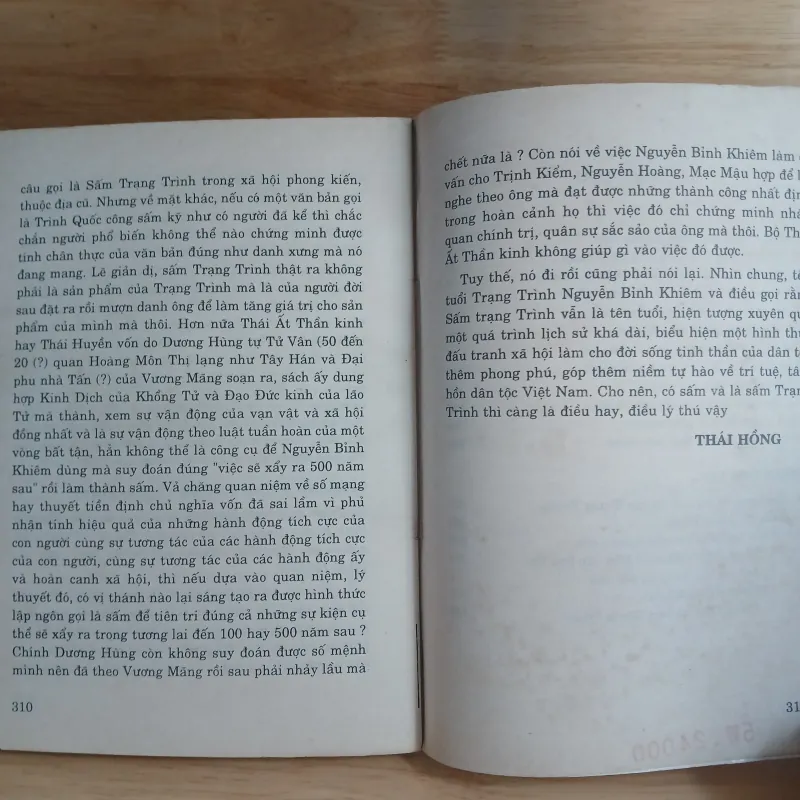 câu gọi là Sấm Trạng Trình trong xã hội phong kiến,
thuộc địa cũ. Nhưng về mặt khác, nếu có một văn bản gọi
là Trình Quốc công sấm ký như có người đã kể thì chắc
chắn người phổ biến không thể nào chứng minh được
tính chân thực của văn bản đúng như danh xưng mà nó
đang mang. Lẽ giản dị, sấm Trạng Trình thật ra không
phải là sản phẩm của Trạng Trình mà là của người đời
sau đặt ra rồi mượn danh ông để làm tăng giá trị cho sản
phẩm của mình mà thôi. Hơn nữa Thái Ất Thần kinh
hay Thái Huyền vốn do Dương Hùng tự Tử Vân (50 đến
20 (?) quan Hoàng Môn Thị lang như Tây Hán và Đại
phu nhà Tấn (?) của Vương Mãng soạn ra, sách ấy dung
hợp Kinh Dịch của Khổng Tử và Đạo Đức kinh của lão
Tử mà thành, xem sự vận động của vạn vật và xã hội
đồng nhất và là sự vận động theo luật tuần hoàn của một
vòng bất tận, hẳn không thể là công cụ để Nguyễn Bỉnh
Khiêm dùng mà suy đoán đúng "việc sẽ xẩy ra 500 năm
sau" rồi làm thành sấm. Vả chăng quan niệm về số mạng
hay thuyết tiền định chủ nghĩa vốn đã sai lầm vì phủ
nhận tính hiệu quả của những hành động tích cực của
con người cùng sự tương tác của các hành động tích cực
của con người, cùng sự tương tác của các hành động ấy
và hoàn canh xã hội, thì nếu dựa vào quan niệm, lý
thuyết đó, có vị thánh nào lại sáng tạo ra được hình thức
lập ngôn gọi là sấm để tiên tri đúng cả những sự kiện cụ
thể sẽ xẩy ra trong tương lai đến 100 hay 500 năm sau ?
Chính Dương Hùng còn không suy đoán được số mệnh
mình nên đã theo Vương Mãng rồi sau phải nhảy lầu mà
310
chết nữa là ? Còn nói về việc Nguyễn Bỉnh Khiêm làm
vấn cho Trịnh Kiểm, Nguyễn Hoàng, Mạc Mậu hợp để
nghe theo ông mà đạt được những thành công nhất
trong hoàn cảnh họ thì việc đó chỉ chứng minh
quan chính trị, quân sự sắc sảo của ông mà thôi. Bộ
Ất Thần kinh không giúp gì vào việc đó được.
Tuy thế, nó đi rồi cũng phải nói lại. Nhìn chung,
tuổi Trạng Trình Nguyễn Bỉnh Khiêm và điều gọi
Sấm trạng Trình vẫn là tên tuổi, hiện tượng xuyên
một quá trình lịch sử khá dài, biểu hiện một hình
đấu tranh xã hội làm cho đời sống tinh thần của dân
thêm phong phú, góp thêm niềm tự hào về trí tuệ,
hồn dân tộc Việt Nam. Cho nên, có sấm và là sấm
Trình thì càng là điều hay, điều lý thú vậy
THÁI HỒNG